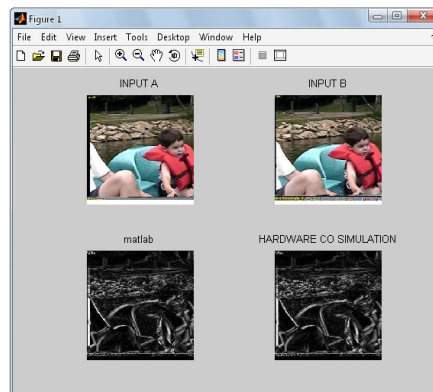 Figure 1
File Edit View Insert Tools Desktop Window Help
INPUT A INPUT B
matlab HARDWARE CO SIMULATION